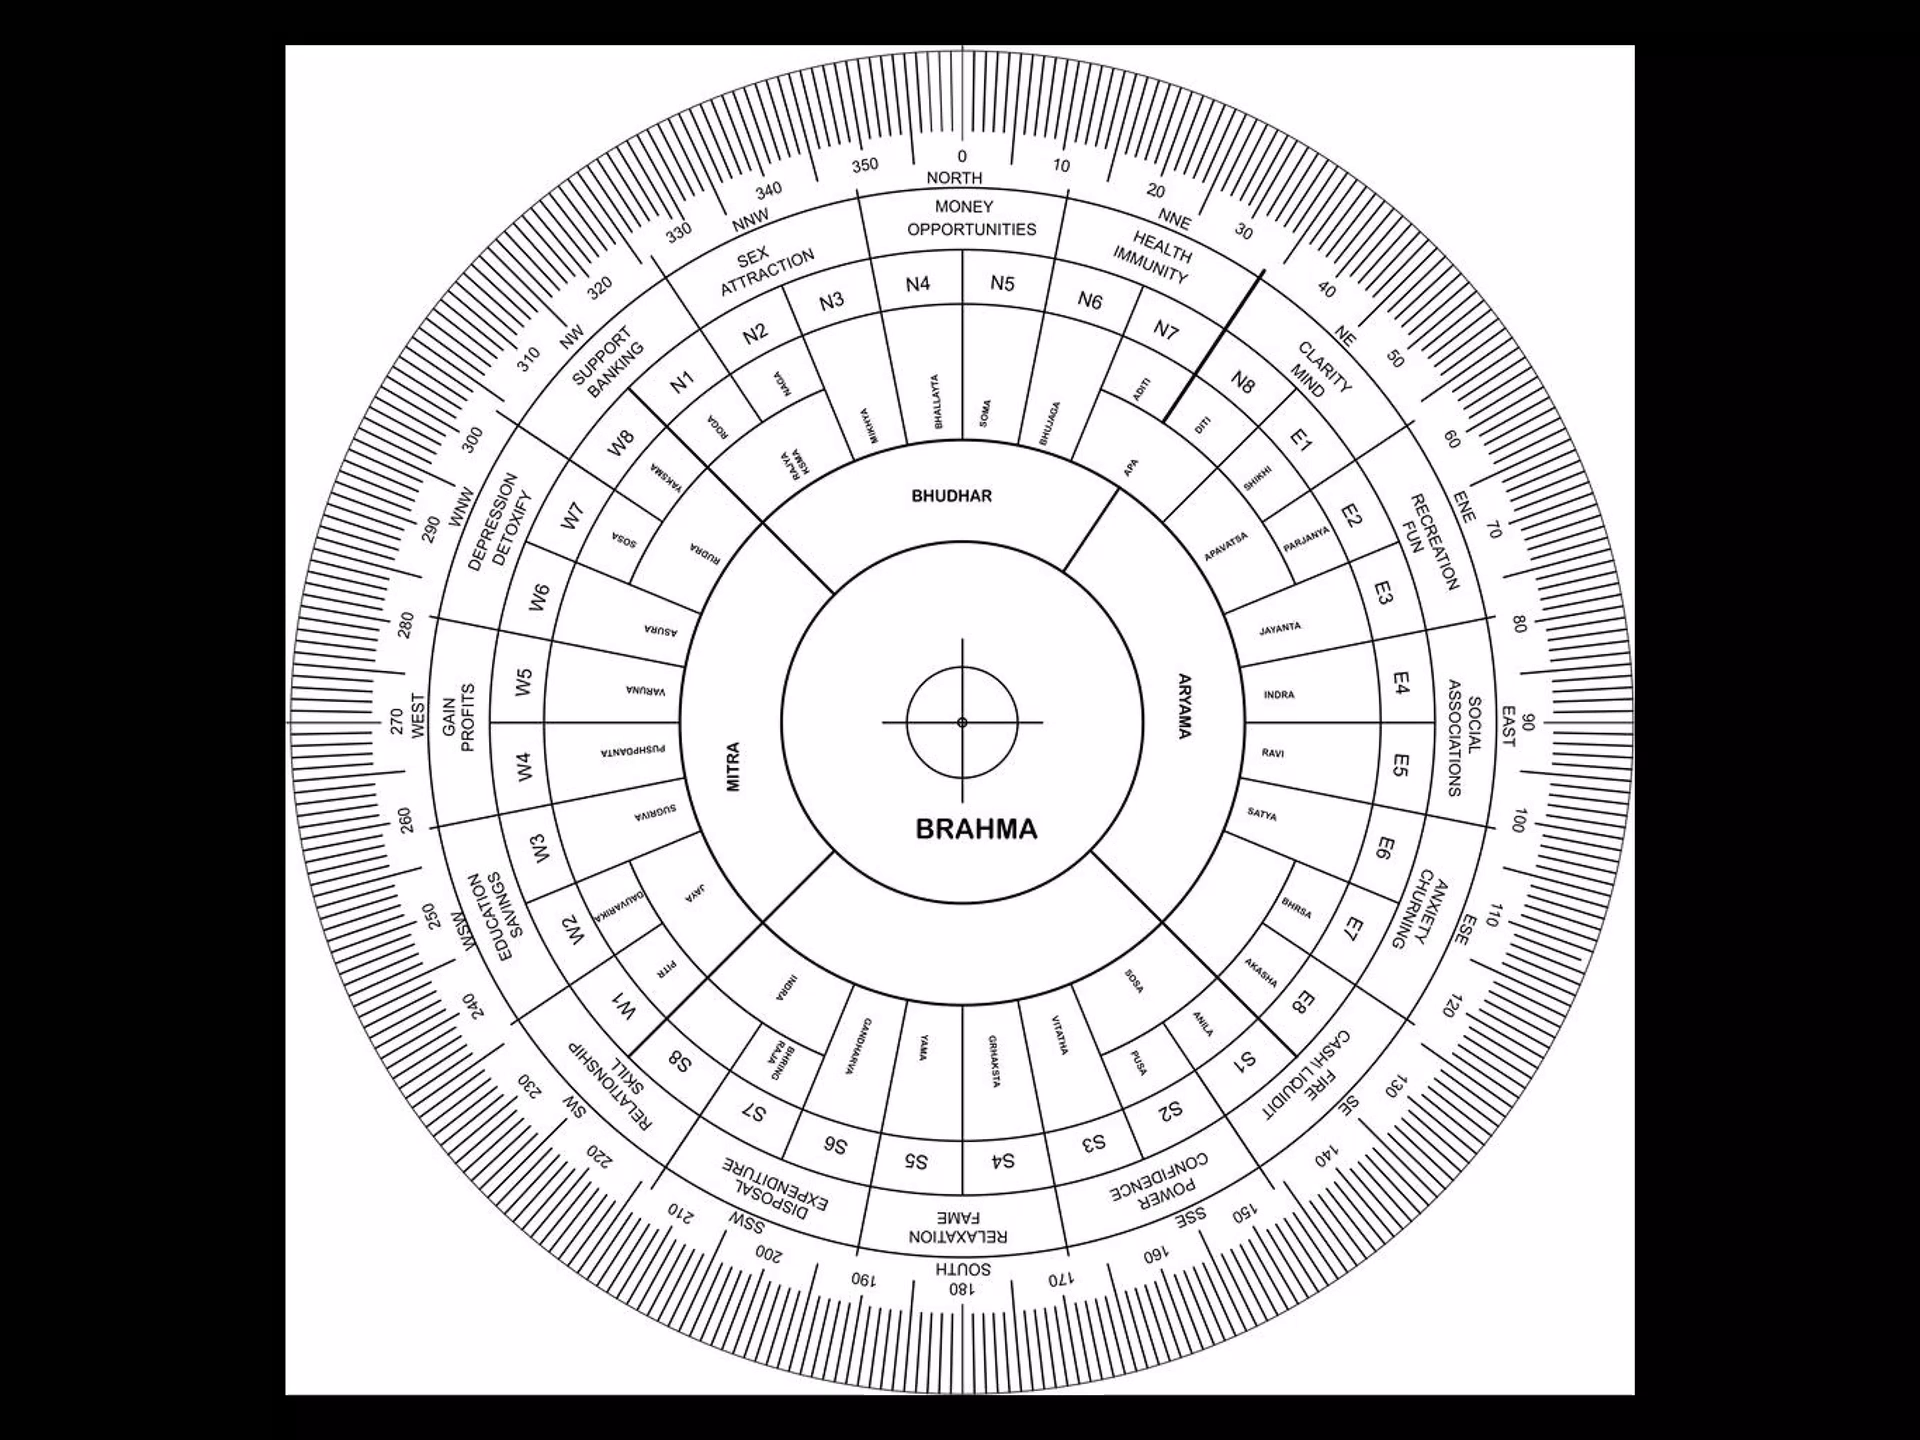 0
10
20
30
40
50
60
70
80
90
100
110
120
130
140
150
160
170
180
190
200
210
220
230
240
250
260
270
280
290
300
310
320
330
340
350
NORTH
NNE
NE
ENE
EAST
ESE
SE
SSE
SOUTH
SSW
SW
WSW
WEST
WNW
NW
NNW
MONEY
OPPORTUNITIES
HEALTH
IMMUNITY
CLARITY
MIND
RECREATION
FUN
SOCIAL
ASSOCIATIONS
ANXIETY
CHURNING
CASH\ LIQUIDIT
FIRE
POWER
CONFIDENCE
RELAXATION
FAME
DISPOSAL
EXPENDITURE
RELATIONSHIP
SKILL
EDUCATION
SAVINGS
GAIN
PROFITS
DEPRESSION
DETOXIFY
SUPPORT
BANKING
SEX
ATTRACTION
N1
N2
N3
N4
N5
N6
N7
N8
E1
E2
E3
E4
E5
E6
E7
E8
S1
S2
S3
S4
S5
S6
S7
S8
W1
W2
W3
W4
W5
W6
W7
W8
ROGA
NAGA
MIKHYA
BHALLAYTA
SOMA
BHUJAGA
ADITI
DITI
SHIKHI
PARJANYA
JAYANTA
INDRA
RAVI
SATYA
BHRSA
AKASHA
ANILA
PUSA
VITATHA
GRHAKSTA
YAMA
GANDHARVA
BHRING
RAJA
PITR
DAUVARIKA
SUGRIVA
PUSHPDANTA
VARUNA
ASURA
SOSA
YAKSMA
RAJYA
KSMA
APA
APAVATSA
SOSA
INDRA
JAYA
RUDRA
BHUDHAR
ARYAMA
MITRA
BRAHMA